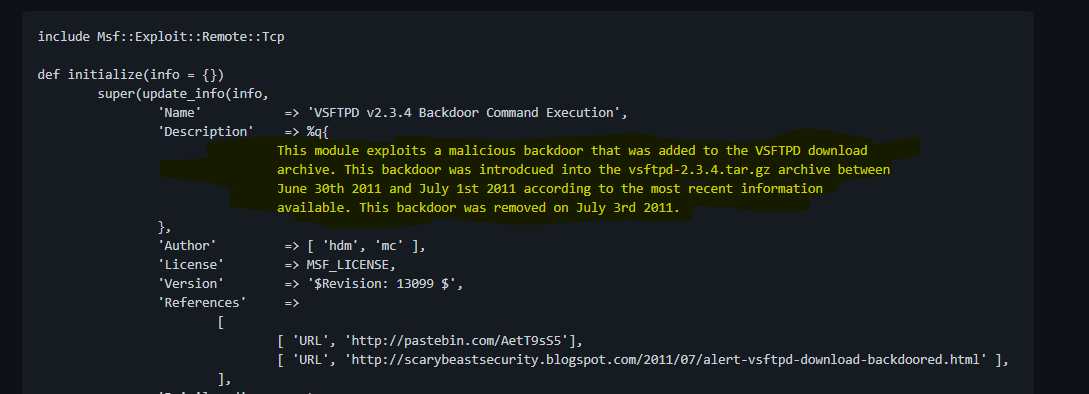 include Msf::Exploit::Remote::Tcp
def initialize(info = {})
super(update_info(info,
'Name' => 'VSFTPD v2.3.4 Backdoor Command Execution',
'Description' => %q{
This module exploits a malicious backdoor that was added to the VSFTPD download
archive. This backdoor was introdcued into the vsftpd-2.3.4.tar.gz archive between
June 30th 2011 and July 1st 2011 according to the most recent information
available. This backdoor was removed on July 3rd 2011.
},
'Author' => [ 'hdm', 'mc' ],
'License' => MSF_LICENSE,
'Version' => '$Revision: 13099 $',
'References' =>
[
[ 'URL', 'http://pastebin.com/AetT9sS5'],
[ 'URL', 'http://scarybeastsecurity.blogspot.com/2011/07/alert-vsftpd-download-backdoored.html' ],
],